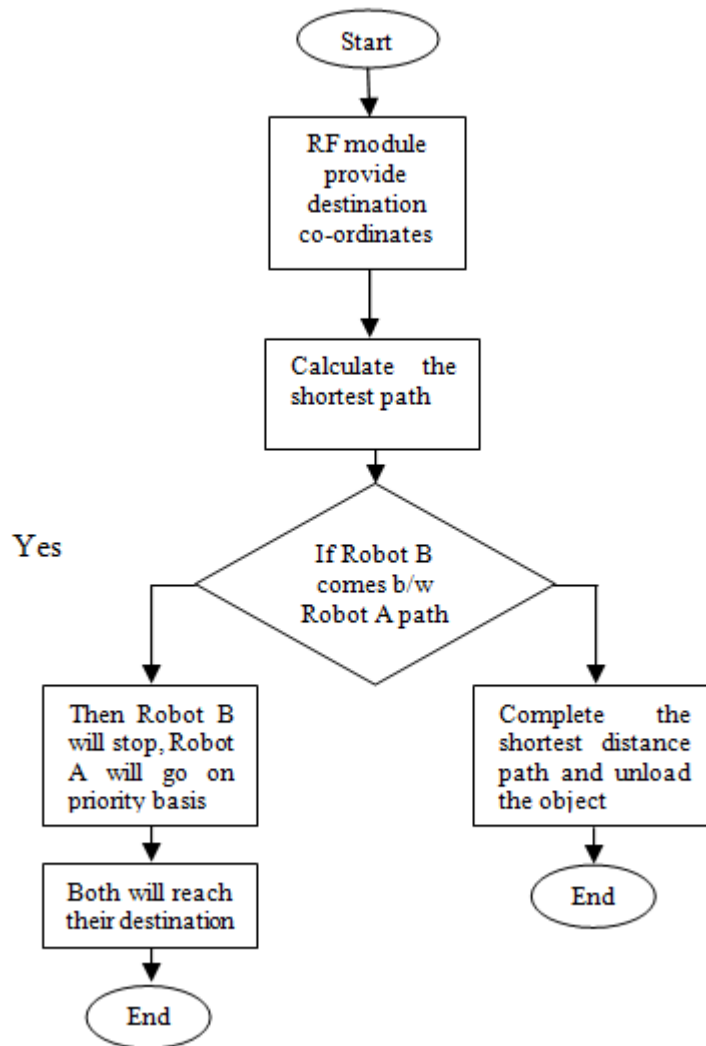 Start
RF module
provide
destination
co-ordinates
Calculate the
shortest path
Yes
If Robot B
comes b/w
Robot A path
Then Robot B
will stop, Robot
A will go on
priority basis
Complete the
shortest distance
path and unload
the object
Both will reach
their destination
End
End